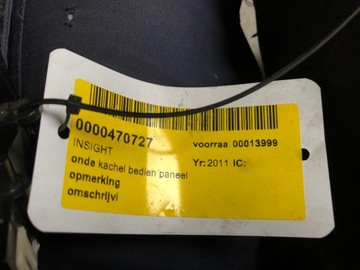 0000470727 voorraa 00013999
INSIGHT
Yr: 2011 IC:
onde kachel bedien paneel
opmerking
omschrijvi